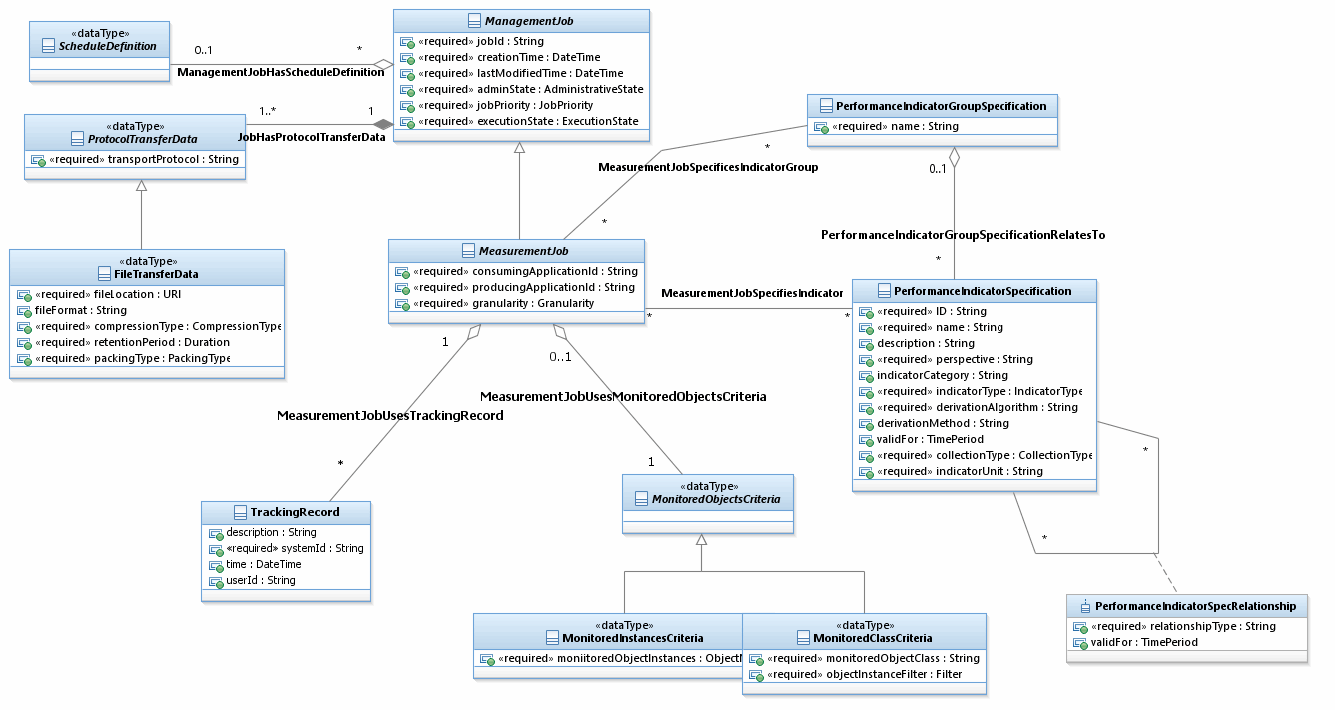 «dataType»
ScheduleDefinition
0..1
*
ManagementJobHasScheduleDefinition
ManagementJob
«required» jobId : String
«required» creationTime : DateTime
«required» lastModifiedTime : DateTime
«required» adminState : AdministrativeState
«required» jobPriority : JobPriority
«required» executionState : ExecutionState
«dataType»
ProtocolTransferData
«required» transportProtocol : String
1..*
1
JobHasProtocolTransferData
PerformanceIndicatorGroupSpecification
«required» name : String
*
MeasurementJobSpecificesIndicatorGroup
*
0..1
PerformanceIndicatorGroupSpecificationRelatesTo
*
«dataType»
FileTransferData
«required» fileLocation : URI
fileFormat : String
«required» compressionType : CompressionType
«required» retentionPeriod : Duration
«required» packingType : PackingType
MeasurementJob
«required» consumingApplicationId : String
«required» producingApplicationId : String
«required» granularity : Granularity
MeasurementJobSpecifiesIndicator
*
*
PerformanceIndicatorSpecification
«required» ID : String
«required» name : String
description : String
«required» perspective : String
indicatorCategory : String
«required» indicatorType : IndicatorType
«required» derivationAlgorithm : String
derivationMethod : String
validFor : TimePeriod
«required» collectionType : CollectionType
«required» indicatorUnit : String
1
0..1
MeasurementJobUsesMonitoredObjectsCriteria
MeasurementJobUsesTrackingRecord
*
1
*
*
«dataType»
MonitoredObjectsCriteria
TrackingRecord
description : String
«required» systemId : String
time : DateTime
userId : String
«dataType»
MonitoredInstancesCriteria
«required» moniitoredObjectInstances : Object
«dataType»
MonitoredClassCriteria
«required» monitoredObjectClass : String
«required» objectInstanceFilter : Filter
PerformanceIndicatorSpecRelationship
«required» relationshipType : String
validFor : TimePeriod